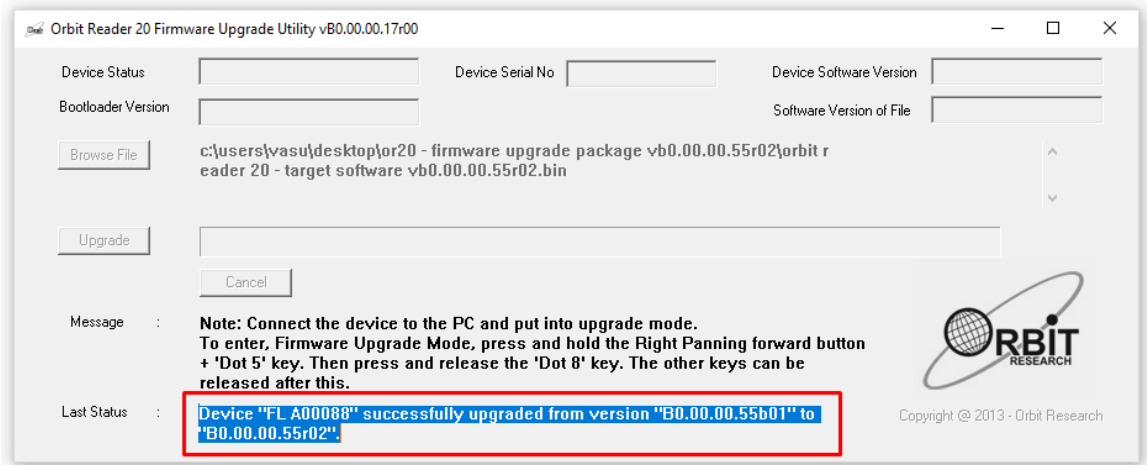 Orbit Reader 20 Firmware Upgrade Utility vB0.00.00.17r00
Device Status
Device Serial No
Device Software Version
Bootloader Version
Software Version of File
Browse File
c:\users\vasu\desktop\or20 - firmware upgrade package vb0.00.00.55r02\orbit r
eader 20 - target software vb0.00.00.55r02.bin
Upgrade
Cancel
Message :
Note: Connect the device to the PC and put into upgrade mode.
To enter, Firmware Upgrade Mode, press and hold the Right Panning forward button
+ 'Dot 5' key. Then press and release the 'Dot 8' key. The other keys can be
released after this.
ORBIT
RESEARCH
Last Status :
Device "FL A00088" successfully upgraded from version "B0.00.00.55b01" to
"B0.00.00.55r02".
Copyright @ 2013 - Orbit Research